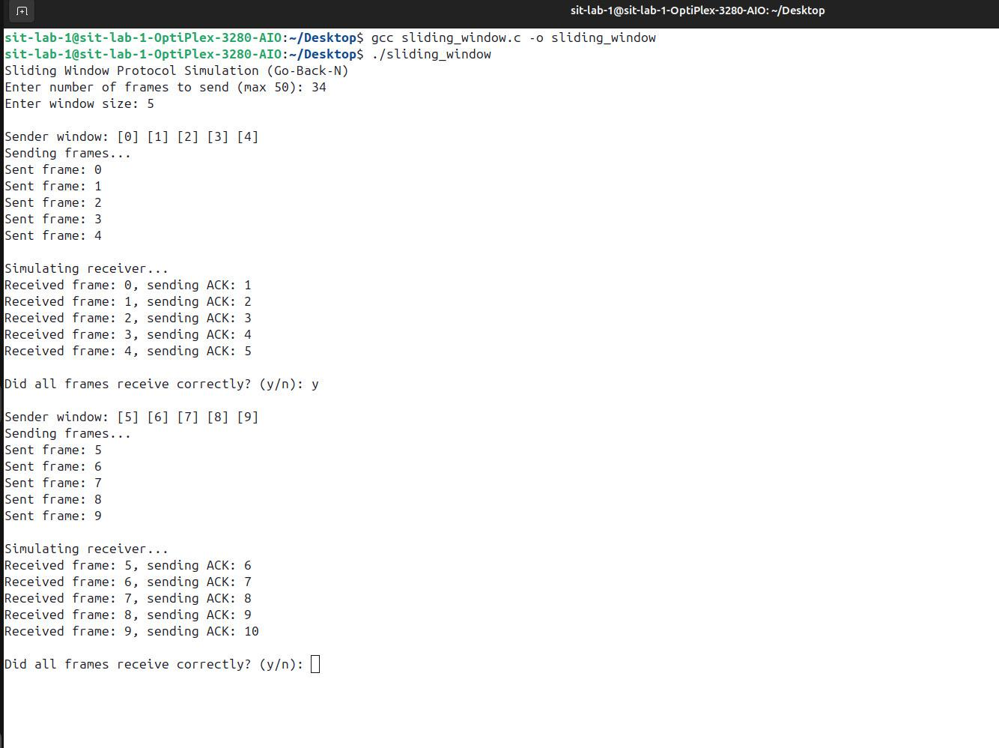 sit-lab-1@sit-lab-1-OptiPlex-3280-AIO: ~/Desktop
sit-lab-1@sit-lab-1-OptiPlex-3280-AIO:~/Desktop$ gcc sliding_window.c -o sliding_window
sit-lab-1@sit-lab-1-OptiPlex-3280-AIO:~/Desktop$ ./sliding_window
Sliding Window Protocol Simulation (Go-Back-N)
Enter number of frames to send (max 50): 34
Enter window size: 5
Sender window: [0] [1] [2] [3] [4]
Sending frames...
Sent frame: 0
Sent frame: 1
Sent frame: 2
Sent frame: 3
Sent frame: 4
Simulating receiver...
Received frame: 0, sending ACK: 1
Received frame: 1, sending ACK: 2
Received frame: 2, sending ACK: 3
Received frame: 3, sending ACK: 4
Received frame: 4, sending ACK: 5
Did all frames receive correctly? (y/n): y
Sender window: [5] [6] [7] [8] [9]
Sending frames...
Sent frame: 5
Sent frame: 6
Sent frame: 7
Sent frame: 8
Sent frame: 9
Simulating receiver...
Received frame: 5, sending ACK: 6
Received frame: 6, sending ACK: 7
Received frame: 7, sending ACK: 8
Received frame: 8, sending ACK: 9
Received frame: 9, sending ACK: 10
Did all frames receive correctly? (y/n):